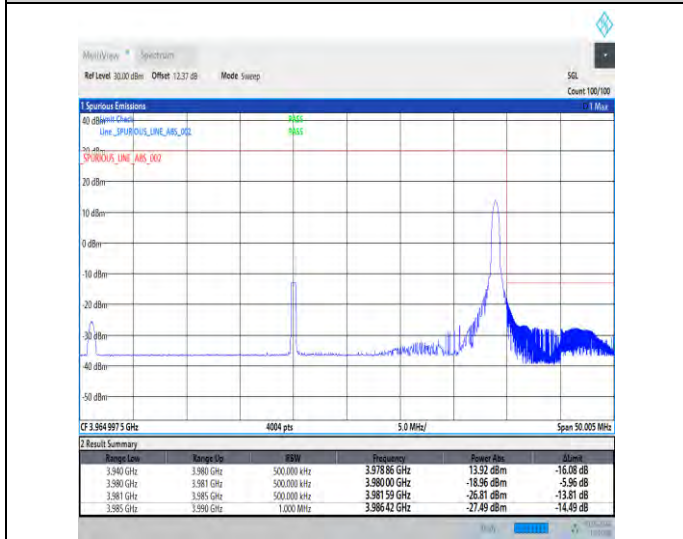 MultiView Spectrum
Ref Level 30.00 dBm Offset 12.37 dB Mode Sweep SGL
Count 100/100
1 Spurious Emissions 1 Max
40 dBm Limit Check PASS
Line _SPURIOUS_LINE_ABS_002 PASS
30 dBm
_SPURIOUS_LINE_ABS_002
20 dBm
10 dBm
0 dBm
-10 dBm
-20 dBm
-30 dBm
-40 dBm
-50 dBm
CF 3.964 997 5 GHz 4004 pts 5.0 MHz/ Span 50.005 MHz
2 Result Summary
Range Low Range Up RBW Frequency Power Abs ΔLimit
3.940 GHz 3.980 GHz 500.000 kHz 3.978 86 GHz 13.92 dBm -16.08 dB
3.980 GHz 3.981 GHz 500.000 kHz 3.980 00 GHz -18.96 dBm -5.96 dB
3.981 GHz 3.985 GHz 500.000 kHz 3.981 59 GHz -26.81 dBm -13.81 dB
3.985 GHz 3.990 GHz 1.000 MHz 3.986 42 GHz -27.49 dBm -14.49 dB